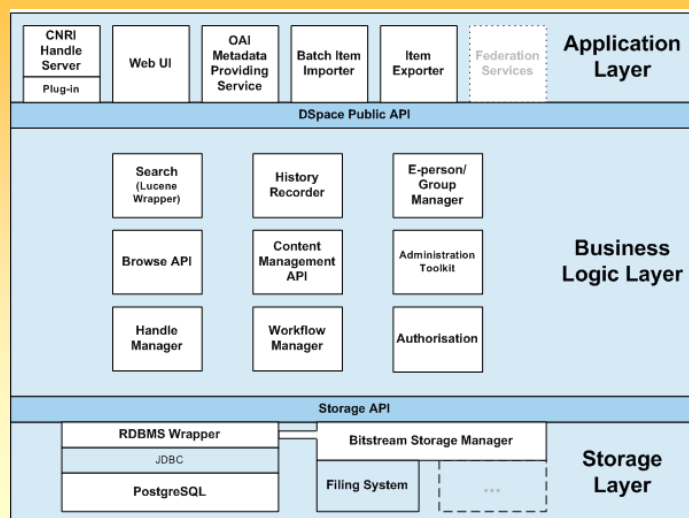 CNRI
Handle
Server
Plug-in
Web UI
OAI
Metadata
Providing
Service
Batch Item
Importer
Item
Exporter
Federation
Services
Application
Layer
DSpace Public API
Search
(Lucene
Wrapper)
History
Recorder
E-person/
Group
Manager
Browse API
Content
Management
API
Administration
Toolkit
Business
Logic Layer
Handle
Manager
Workflow
Manager
Authorisation
Storage API
RDBMS Wrapper
JDBC
PostgreSQL
Bitstream Storage Manager
Filing System
...
Storage
Layer